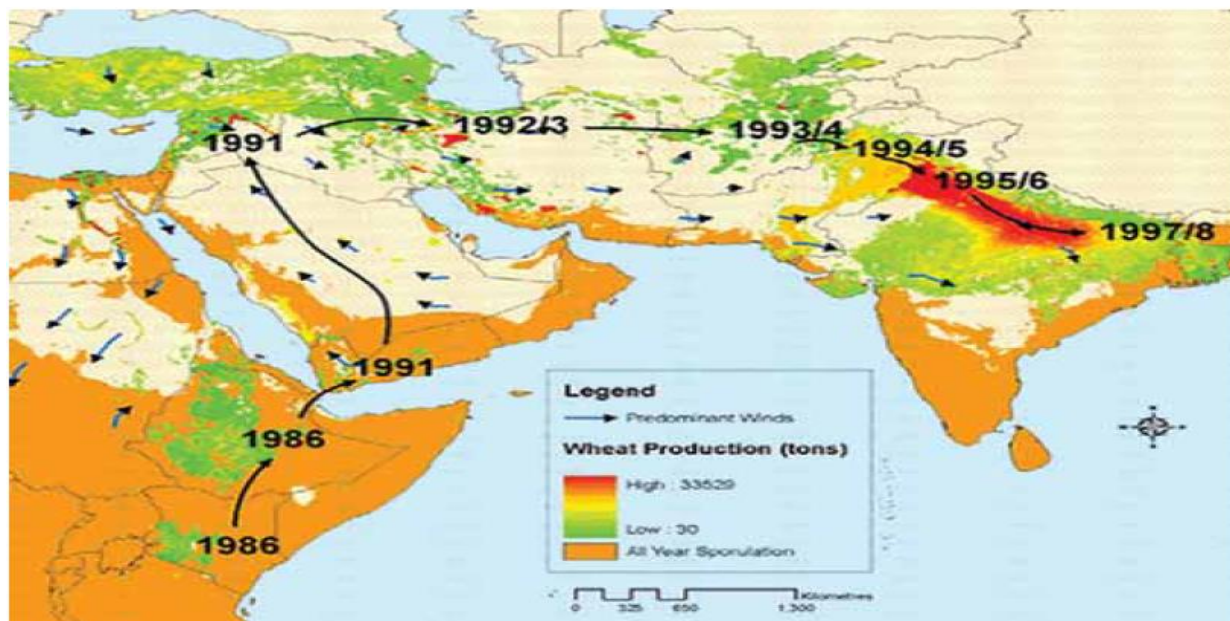 1991
1992/3
1993/4
1994/5
1995/6
1997/8
1991
1986
1986
Legend
Predominant Winds
Wheat Production (tons)
High : 33529
Low : 30
All Year Sporulation
Kilometres
0 325 650 1,300